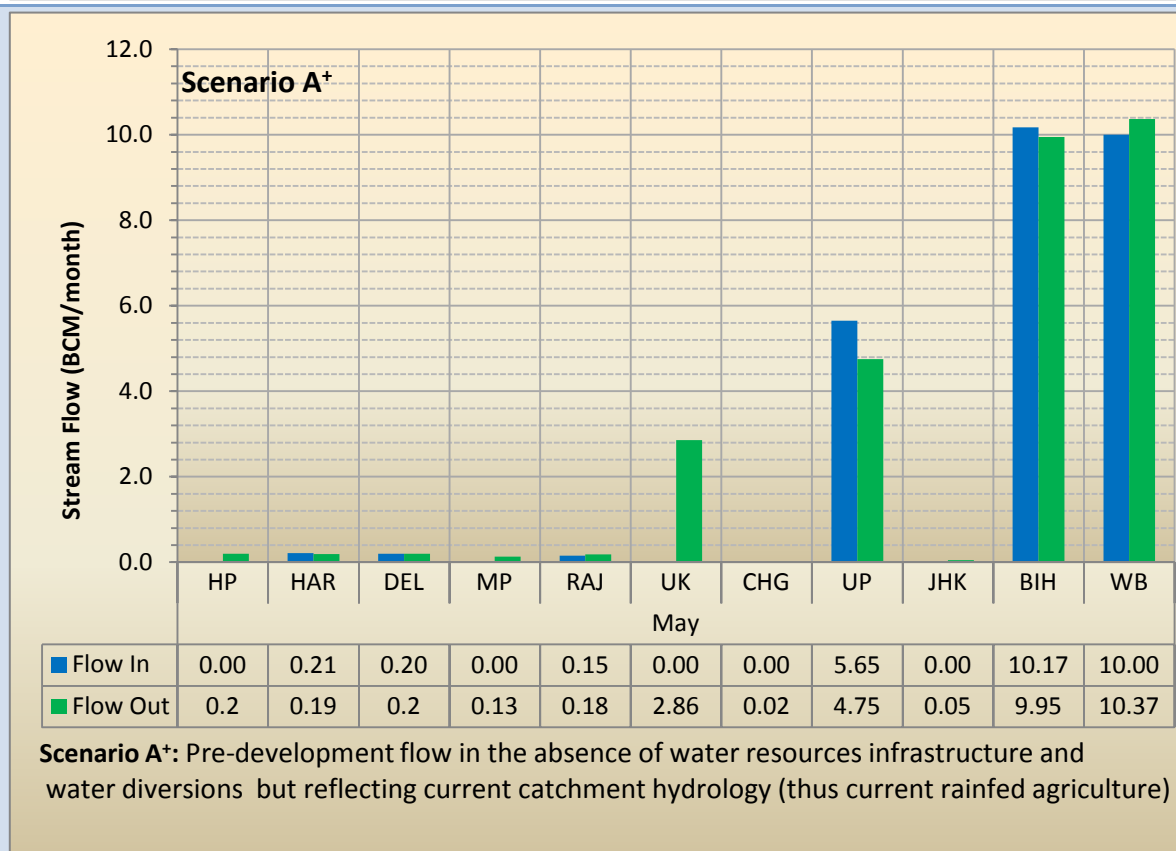 12.0
Scenario A⁺
10.0
8.0
6.0
4.0
2.0
0.0
Stream Flow (BCM/month)
HP HAR DEL MP RAJ UK CHG UP JHK BIH WB
May
Flow In 0.00 0.21 0.20 0.00 0.15 0.00 0.00 5.65 0.00 10.17 10.00
Flow Out 0.2 0.19 0.2 0.13 0.18 2.86 0.02 4.75 0.05 9.95 10.37
Scenario A⁺: Pre-development flow in the absence of water resources infrastructure and
water diversions but reflecting current catchment hydrology (thus current rainfed agriculture)